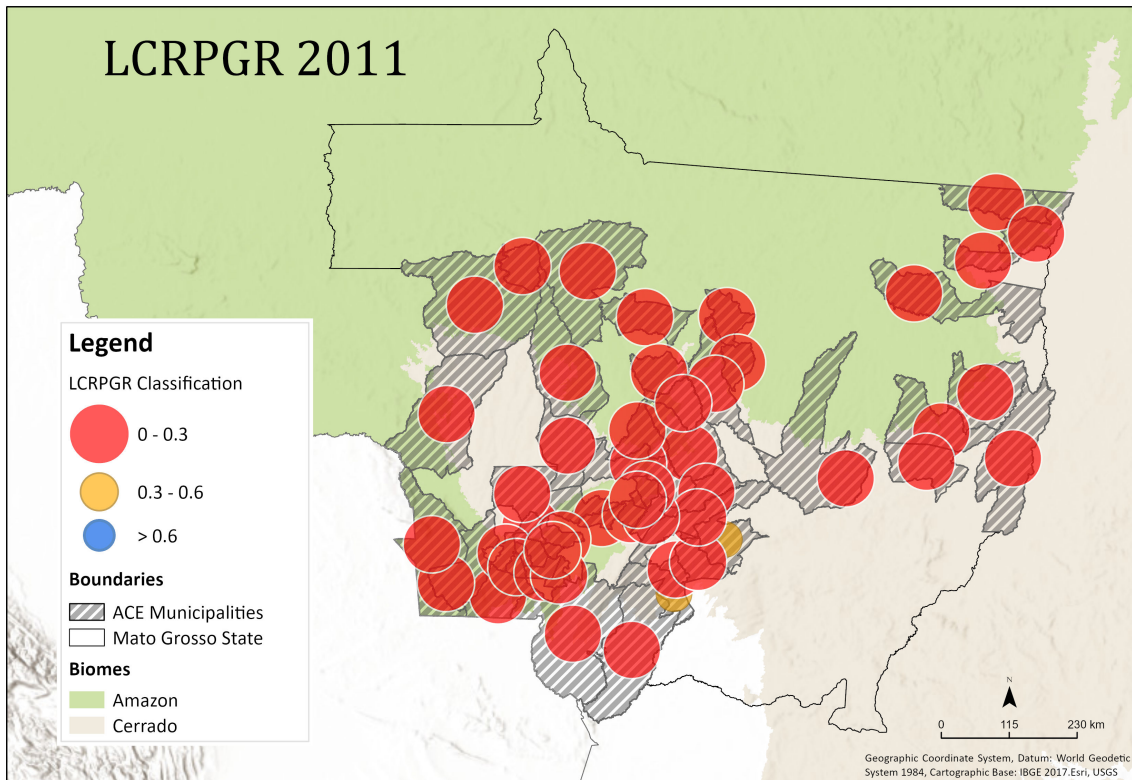 LCRPGR 2011
Legend
LCRPGR Classification
0 - 0.3
0.3 - 0.6
> 0.6
Boundaries
ACE Municipalities
Mato Grosso State
Biomes
Amazon
Cerrado
N
0 115 230 km
Geographic Coordinate System, Datum: World Geodetic
System 1984, Cartographic Base: IBGE 2017.Esri, USGS